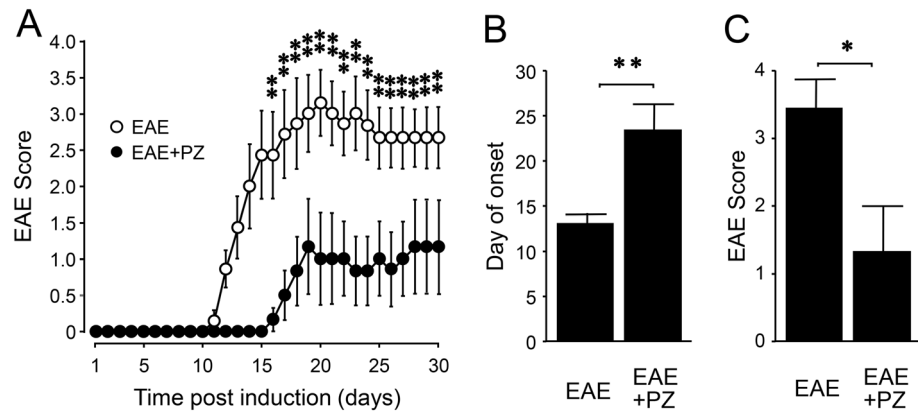 A
EAE Score
4.0
3.5
3.0
2.5
2.0
1.5
1.0
0.5
0
EAE
EAE+PZ
** ** ** ** ** ** ** ** ** ** ** ** ** ** **
1 5 10 15 20 25 30
Time post induction (days)
B
Day of onset
30
25
20
15
10
5
0
**
EAE
EAE
+PZ
C
EAE Score
4
3
2
1
0
*
EAE
EAE
+PZ